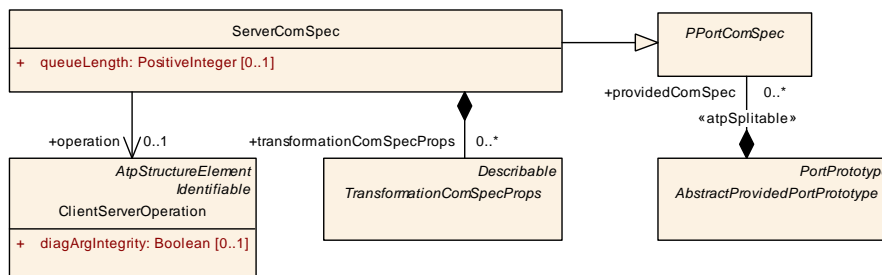 ServerComSpec
+ queueLength: PositiveInteger [0..1]
PPortComSpec
+providedComSpec 0..*
«atpSplitable»
+operation 0..1
+transformationComSpecProps 0..*
AtpStructureElement
Identifiable
ClientServerOperation
+ diagArgIntegrity: Boolean [0..1]
Describable
TransformationComSpecProps
PortPrototype
AbstractProvidedPortPrototype